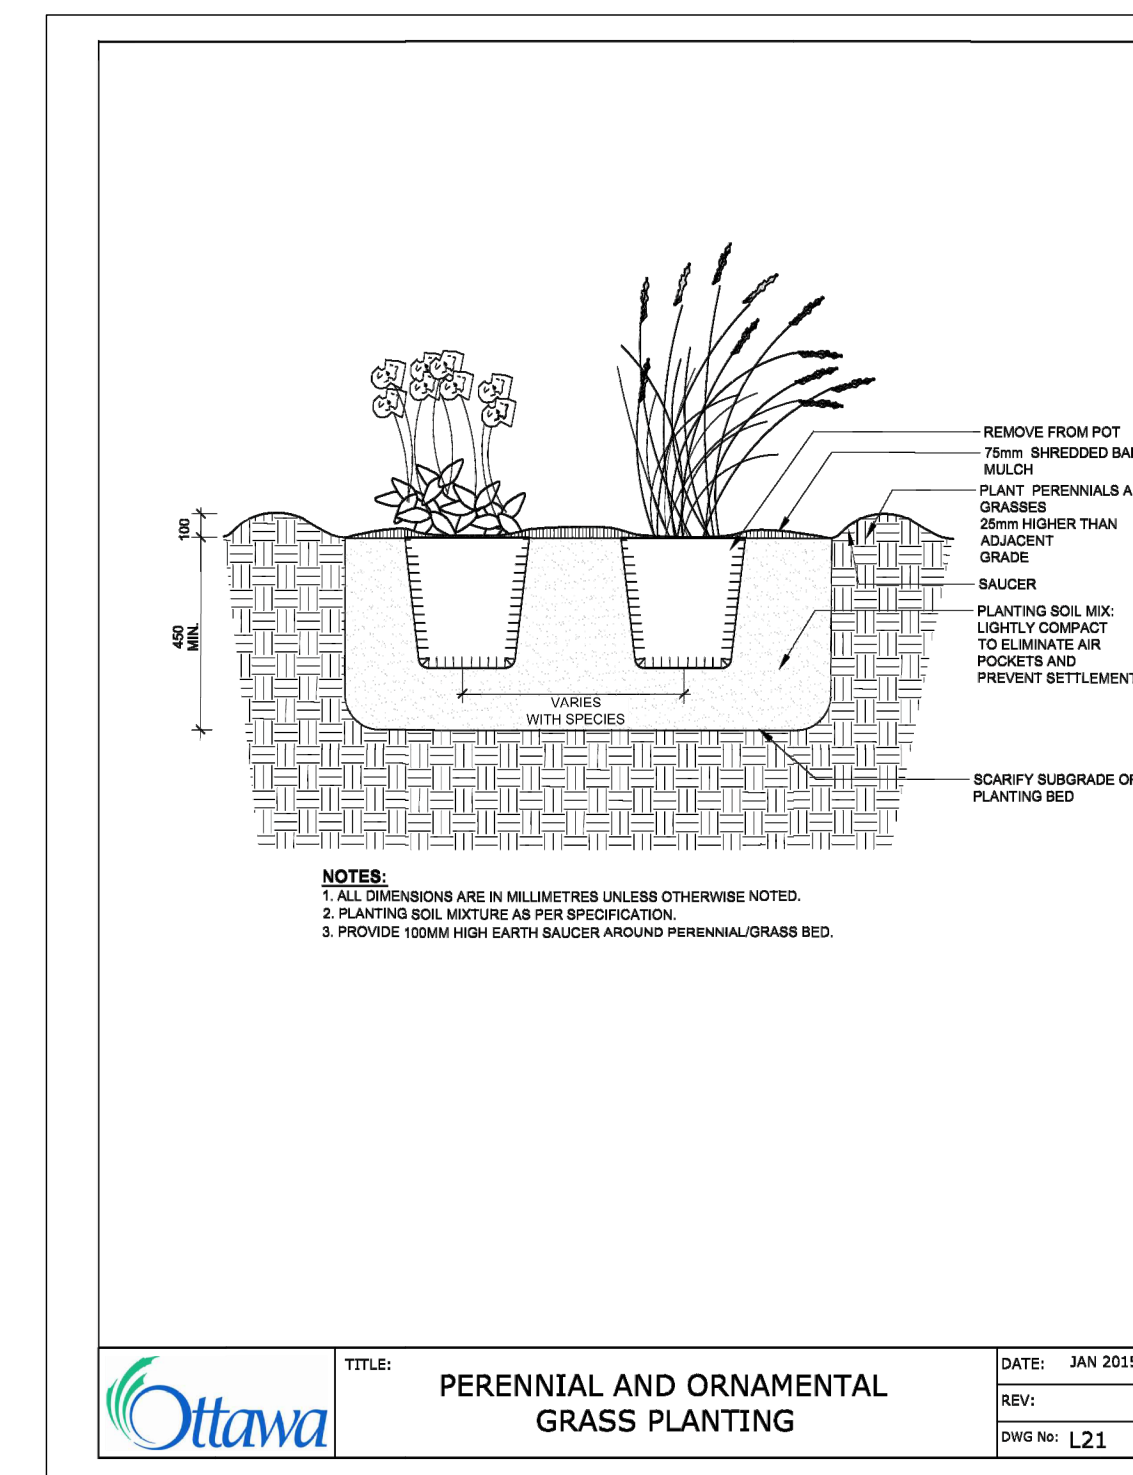 REMOVE FROM POT
75mm SHREDDED
MULCH
PLANT PERENNIALS
GRASSES
25mm HIGHER THAN
ADJACENT
GRADE
SAUCER
PLANTING SOIL MIX:
LIGHTLY COMPACT
TO ELIMINATE AIR
POCKETS AND
PREVENT SETTLEMENT
SCARIFY SUBGRADE
PLANTING BED
100
450
MIN.
VARIES
WITH SPECIES
NOTES:
1. ALL DIMENSIONS ARE IN MILLIMETRES UNLESS OTHERWISE NOTED.
2. PLANTING SOIL MIXTURE AS PER SPECIFICATION.
3. PROVIDE 100MM HIGH EARTH SAUCER AROUND PERENNIAL/GRASS BED.
Ottawa
TITLE:
PERENNIAL AND ORNAMENTAL
GRASS PLANTING
DATE: JAN 2015
REV:
DWG No: L21